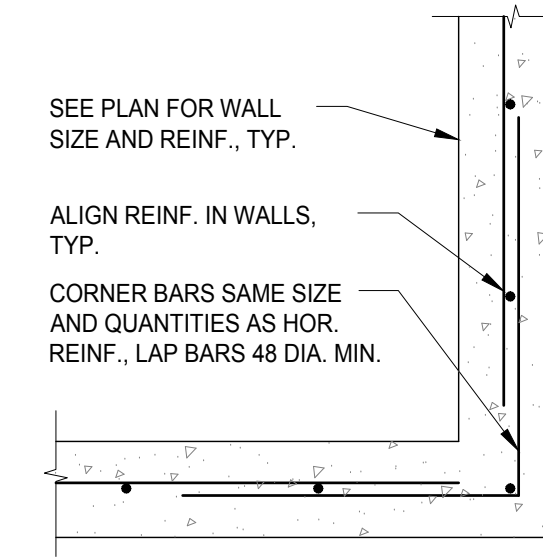 SEE PLAN FOR WALL
SIZE AND REINF., TYP.
ALIGN REINF. IN WALLS,
TYP.
CORNER BARS SAME SIZE
AND QUANTITIES AS HOR.
REINF., LAP BARS 48 DIA. MIN.